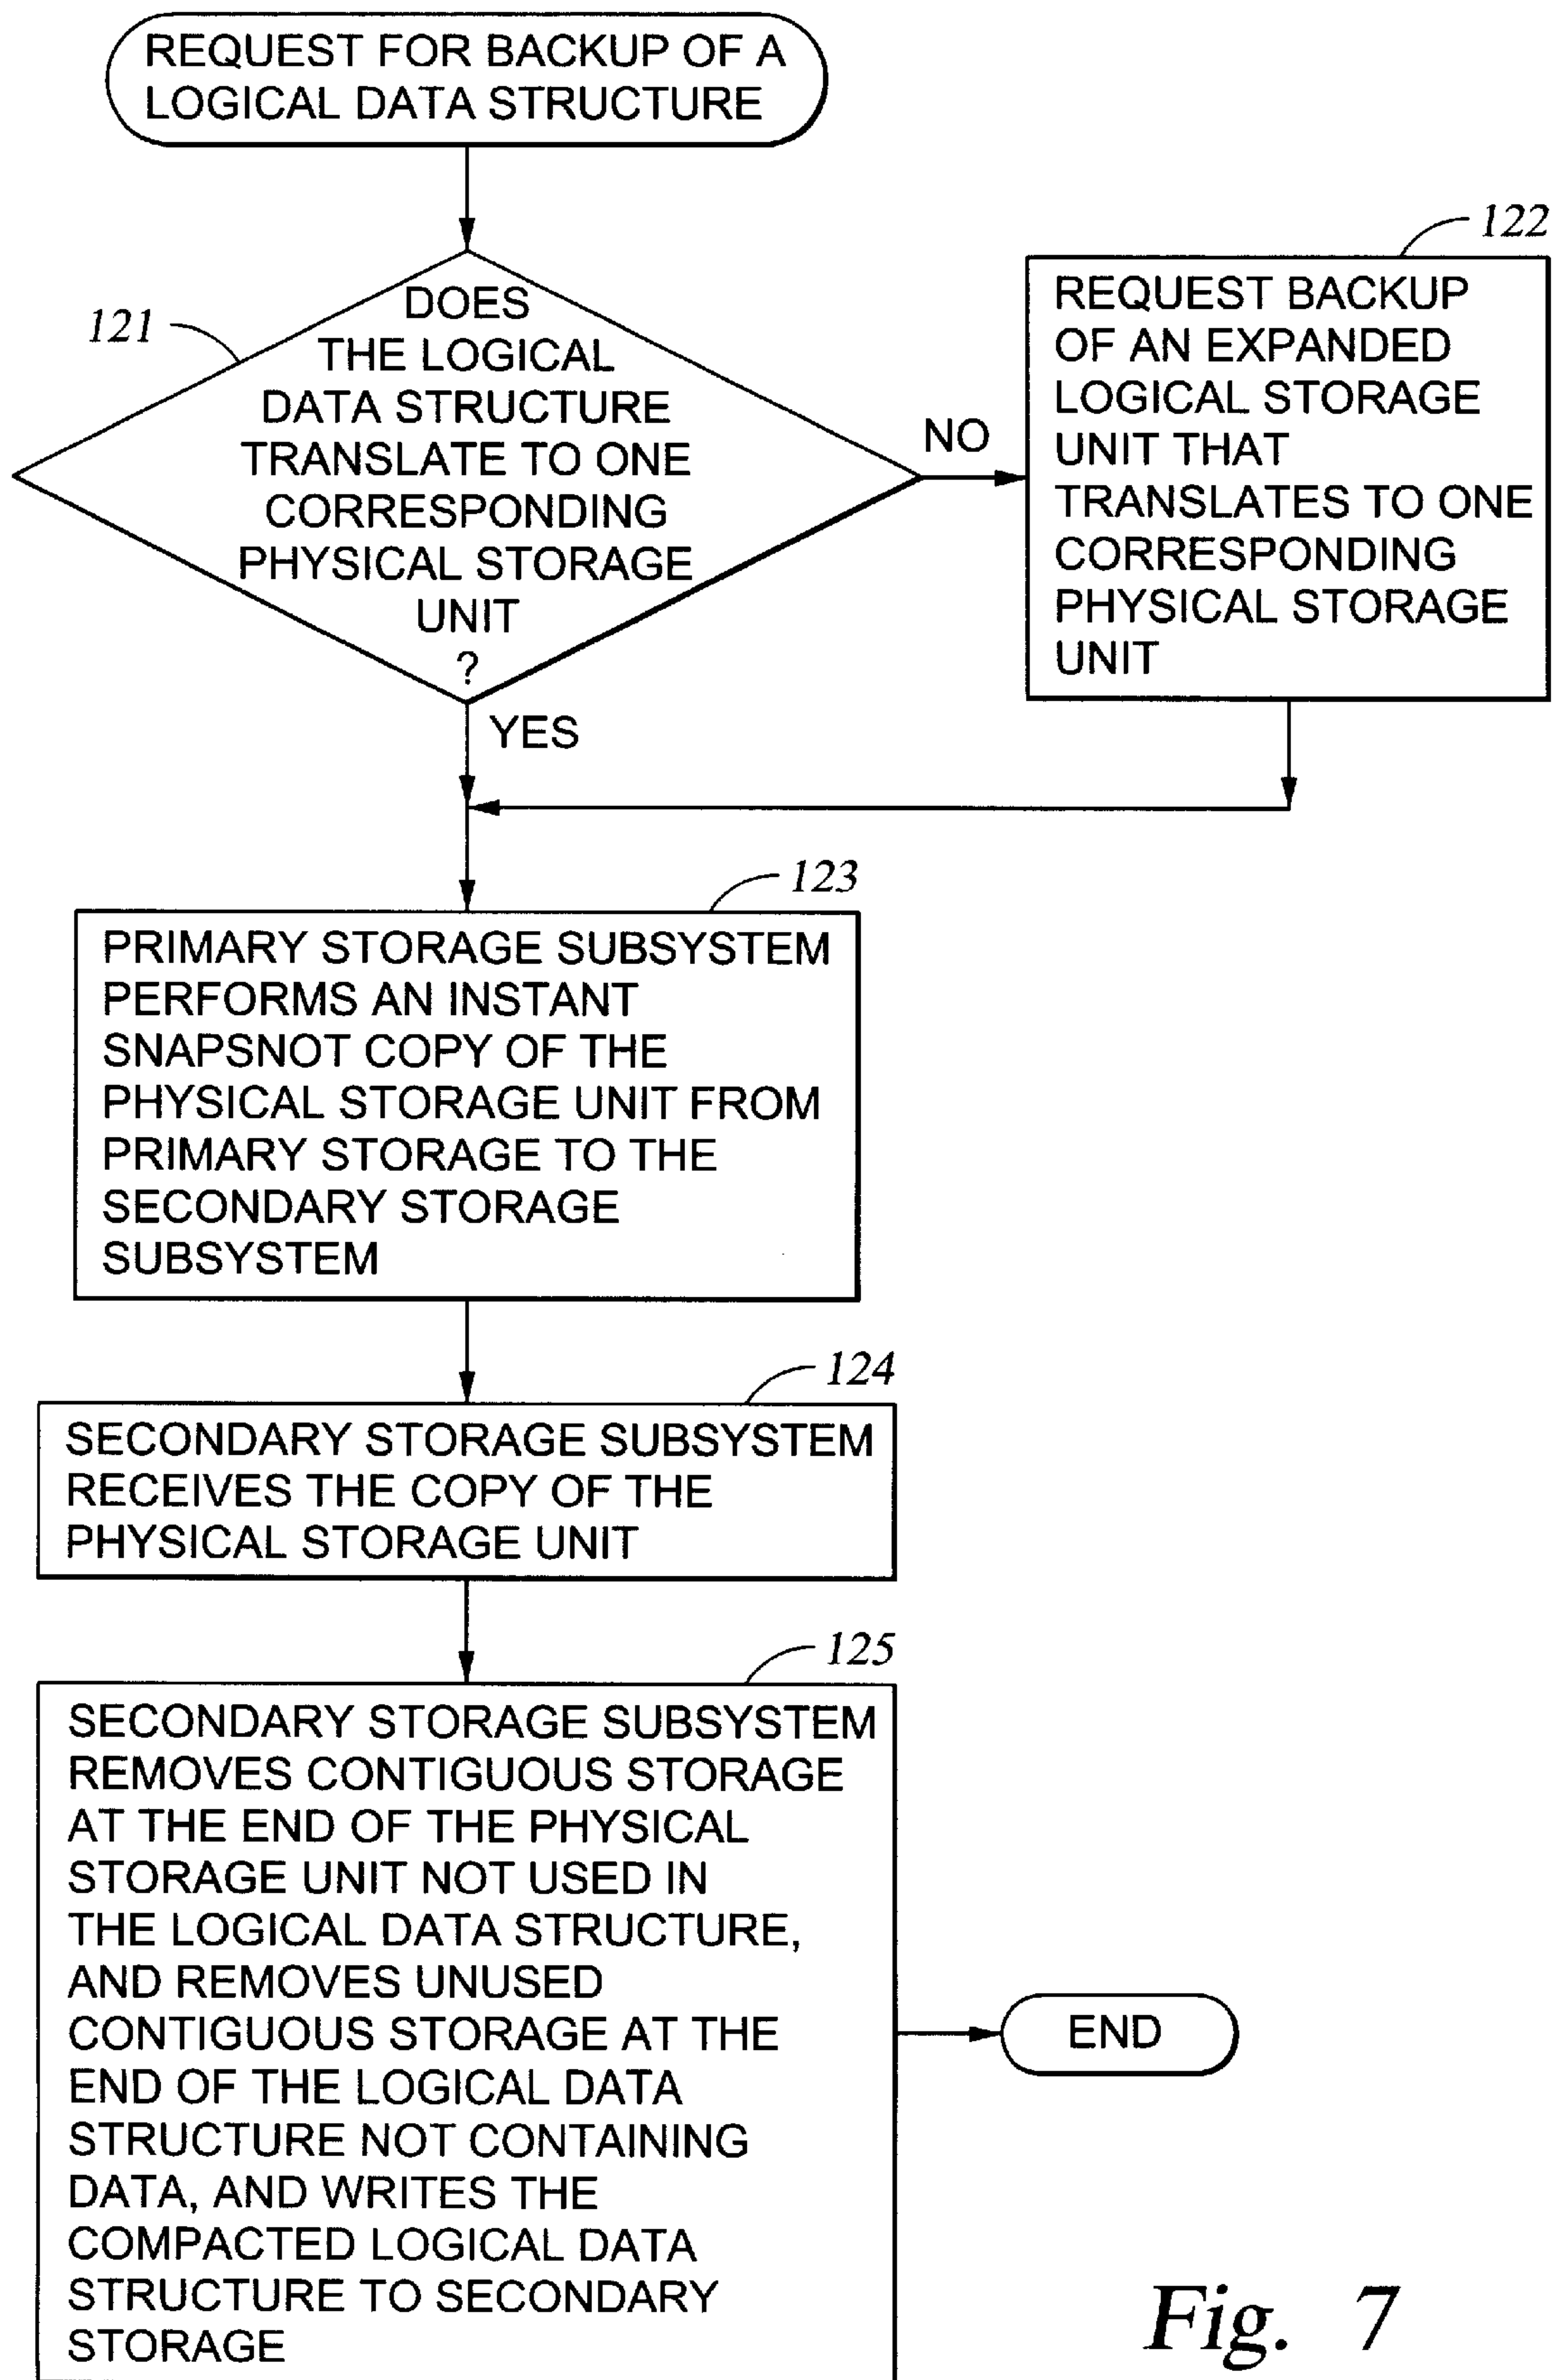 REQUEST FOR BACKUP OF A
LOGICAL DATA STRUCTURE
121
DOES
THE LOGICAL
DATA STRUCTURE
TRANSLATE TO ONE
CORRESPONDING
PHYSICAL STORAGE
UNIT
?
NO
YES
122
REQUEST BACKUP
OF AN EXPANDED
LOGICAL STORAGE
UNIT THAT
TRANSLATES TO ONE
CORRESPONDING
PHYSICAL STORAGE
UNIT
123
PRIMARY STORAGE SUBSYSTEM
PERFORMS AN INSTANT
SNAPSNOT COPY OF THE
PHYSICAL STORAGE UNIT FROM
PRIMARY STORAGE TO THE
SECONDARY STORAGE
SUBSYSTEM
124
SECONDARY STORAGE SUBSYSTEM
RECEIVES THE COPY OF THE
PHYSICAL STORAGE UNIT
125
SECONDARY STORAGE SUBSYSTEM
REMOVES CONTIGUOUS STORAGE
AT THE END OF THE PHYSICAL
STORAGE UNIT NOT USED IN
THE LOGICAL DATA STRUCTURE,
AND REMOVES UNUSED
CONTIGUOUS STORAGE AT THE
END OF THE LOGICAL DATA
STRUCTURE NOT CONTAINING
DATA, AND WRITES THE
COMPACTED LOGICAL DATA
STRUCTURE TO SECONDARY
STORAGE
END
Fig. 7